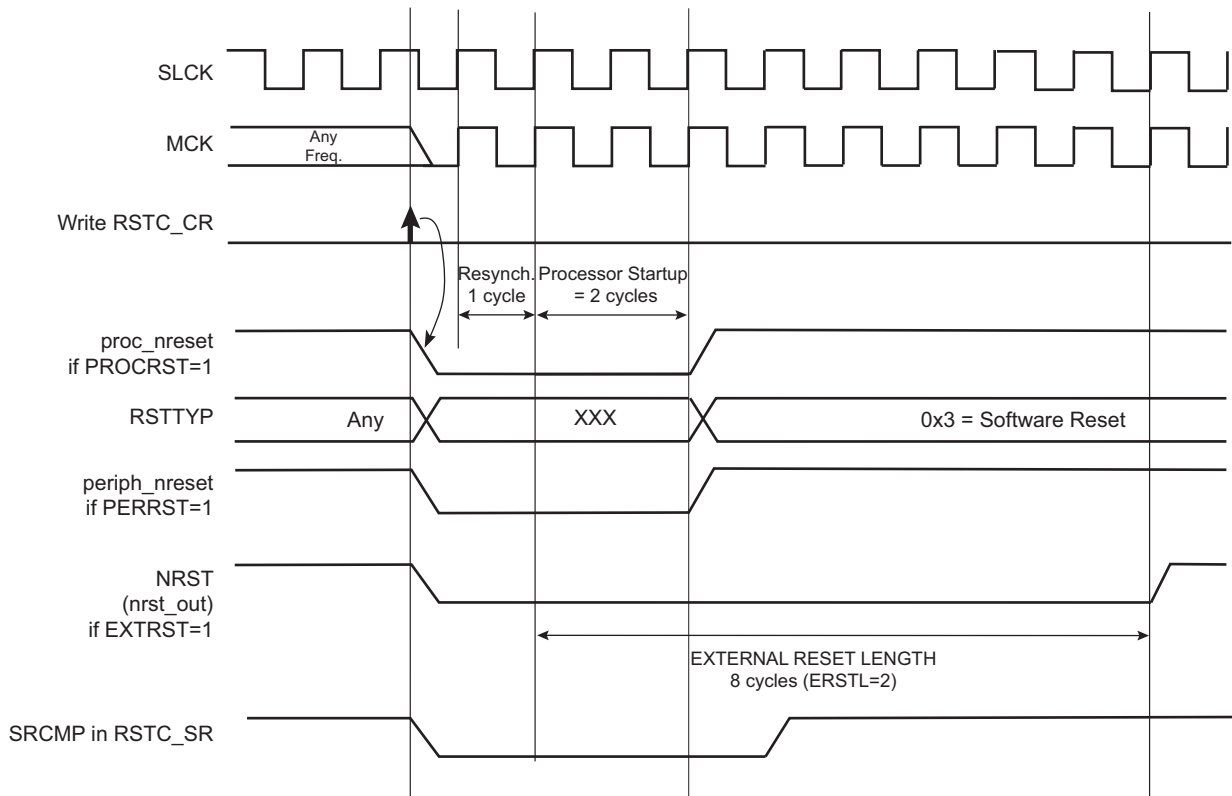 SLCK
MCK
Any
Freq.
Write RSTC_CR
Resynch.
1 cycle
Processor Startup
= 2 cycles
proc_nreset
if PROCRST=1
RSTTYP
Any
XXX
0x3 = Software Reset
periph_nreset
if PERRST=1
NRST
(nrst_out)
if EXTRST=1
EXTERNAL RESET LENGTH
8 cycles (ERSTL=2)
SRCMP in RSTC_SR